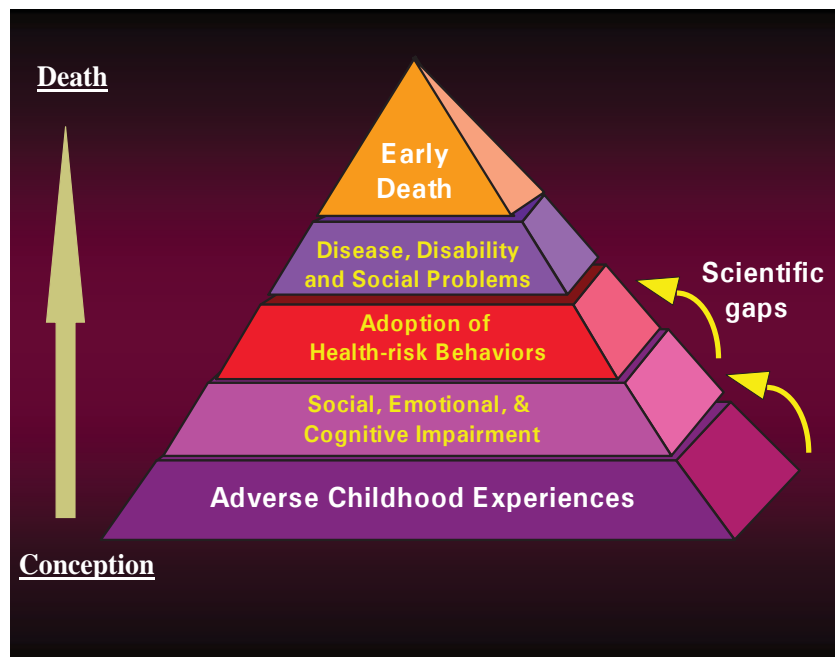 Death
Early
Death
Disease, Disability
and Social Problems
Scientific
gaps
Adoption of
Health-risk Behaviors
Social, Emotional, &
Cognitive Impairment
Adverse Childhood Experiences
Conception